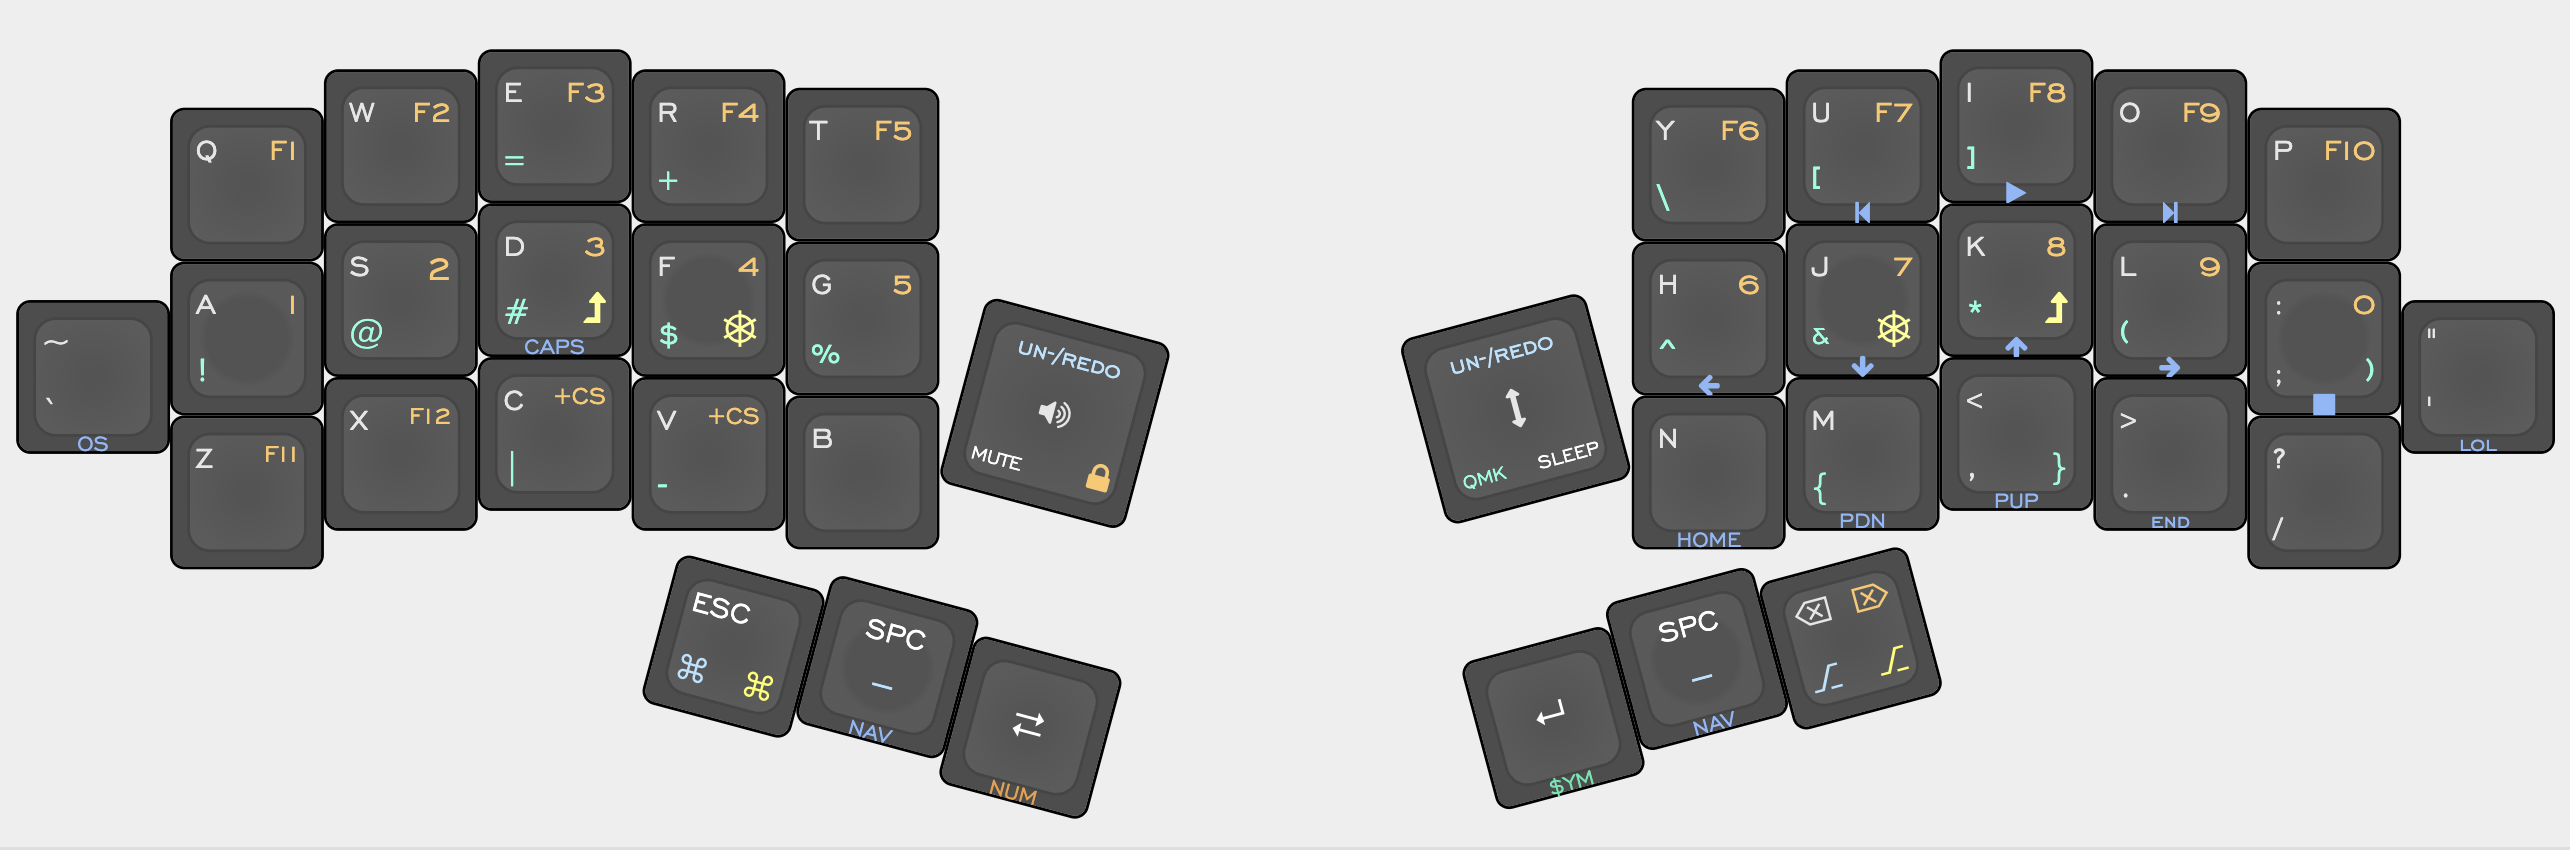 Q F1
W F2
E F3
=
R F4
+
T F5
Y F6
\
U F7
[
I F8
]
O F9
P F10
~
`
OS
A 1
!
S 2
@
D 3
#
CAPS
F 4
$
G 5
%
H 6
^
J 7
&
K 8
*
L 9
(
: 0
; )
"
'
LOL
Z F11
X F12
C +CS
|
V +CS
-
B
UN-/REDO
MUTE
UN-/REDO
QMK SLEEP
N
HOME
M
{
PDN
<
, }
PUP
>
.
END
?
/
ESC
⌘ ⌘
SPC
_
NAV
NUM
$YM
SPC
_
NAV